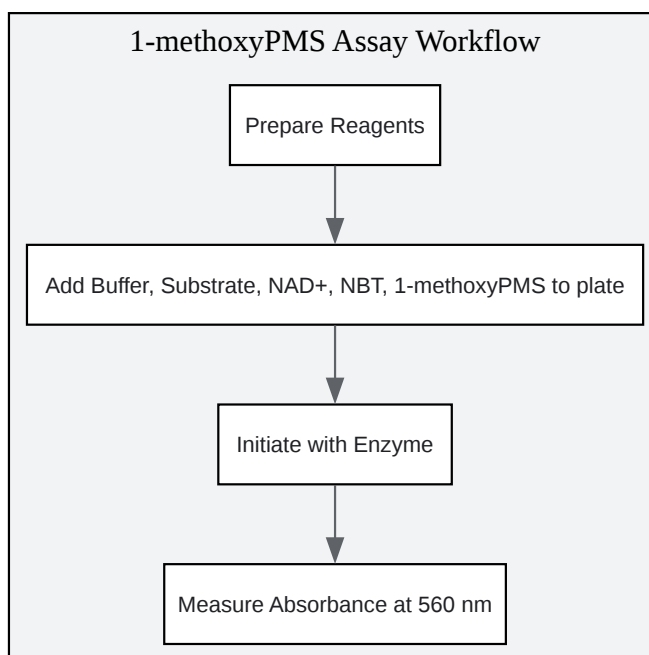 1-methoxyPMS Assay Workflow
Prepare Reagents
Add Buffer, Substrate, NAD+, NBT, 1-methoxyPMS to plate
Initiate with Enzyme
Measure Absorbance at 560 nm